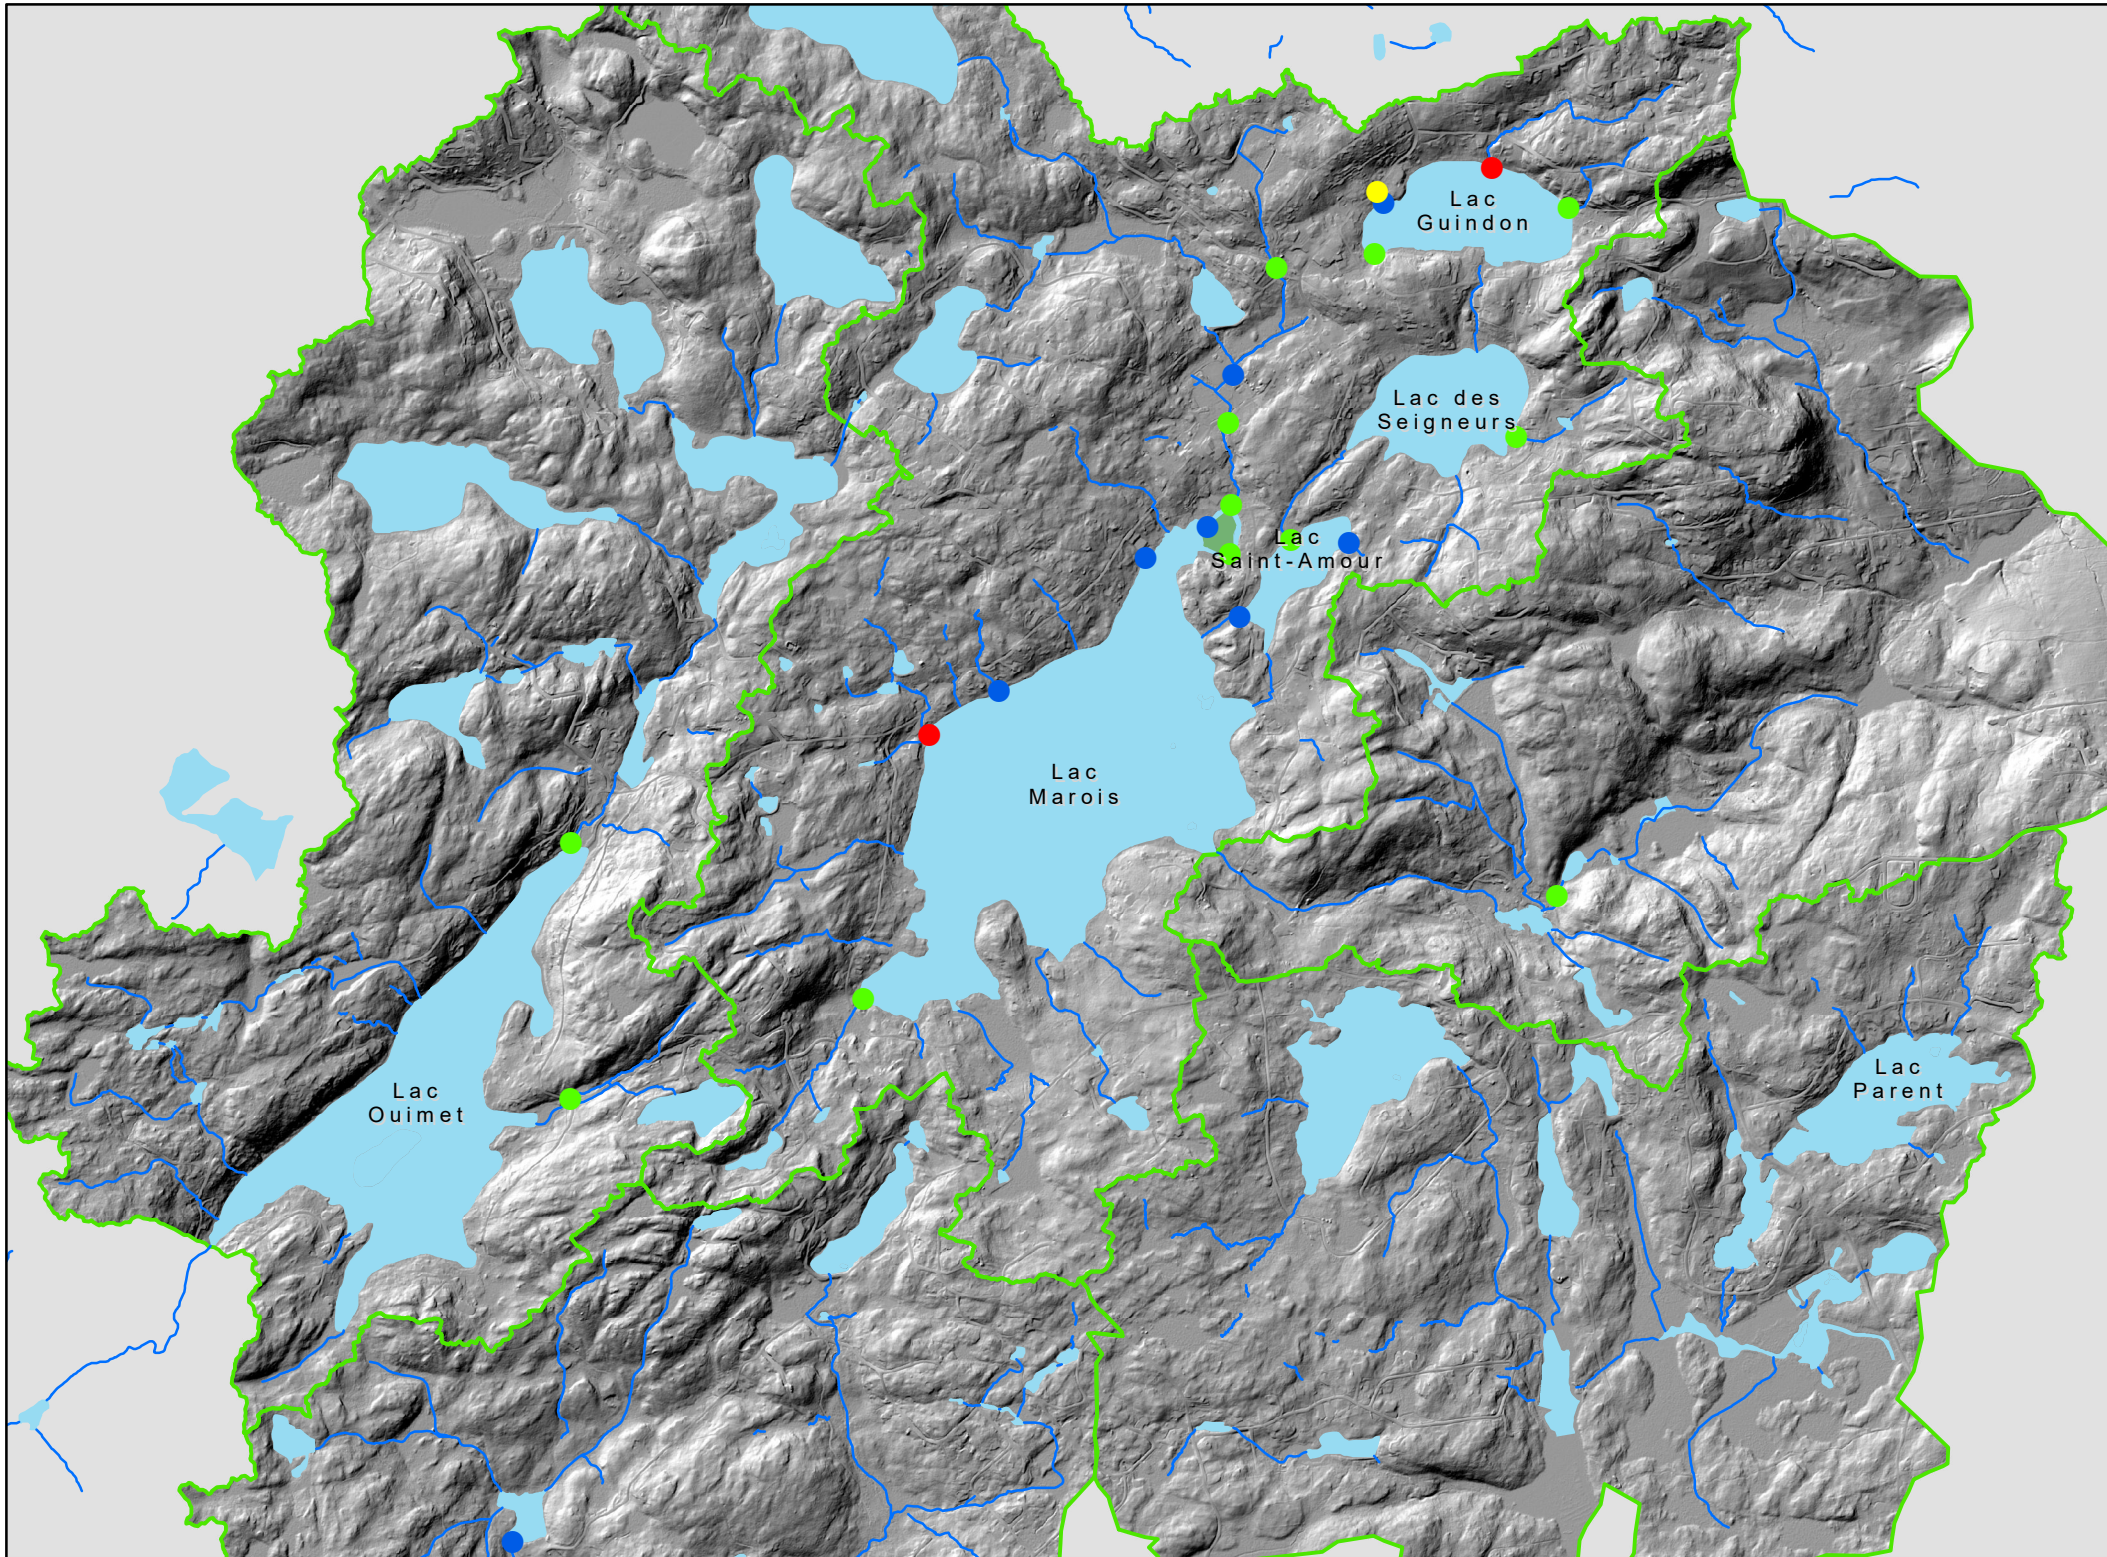 Lac
Guindon
Lac des
Seigneurs
Lac
Saint-Amour
Lac
Marois
Lac
Ouimet
Lac
Parent